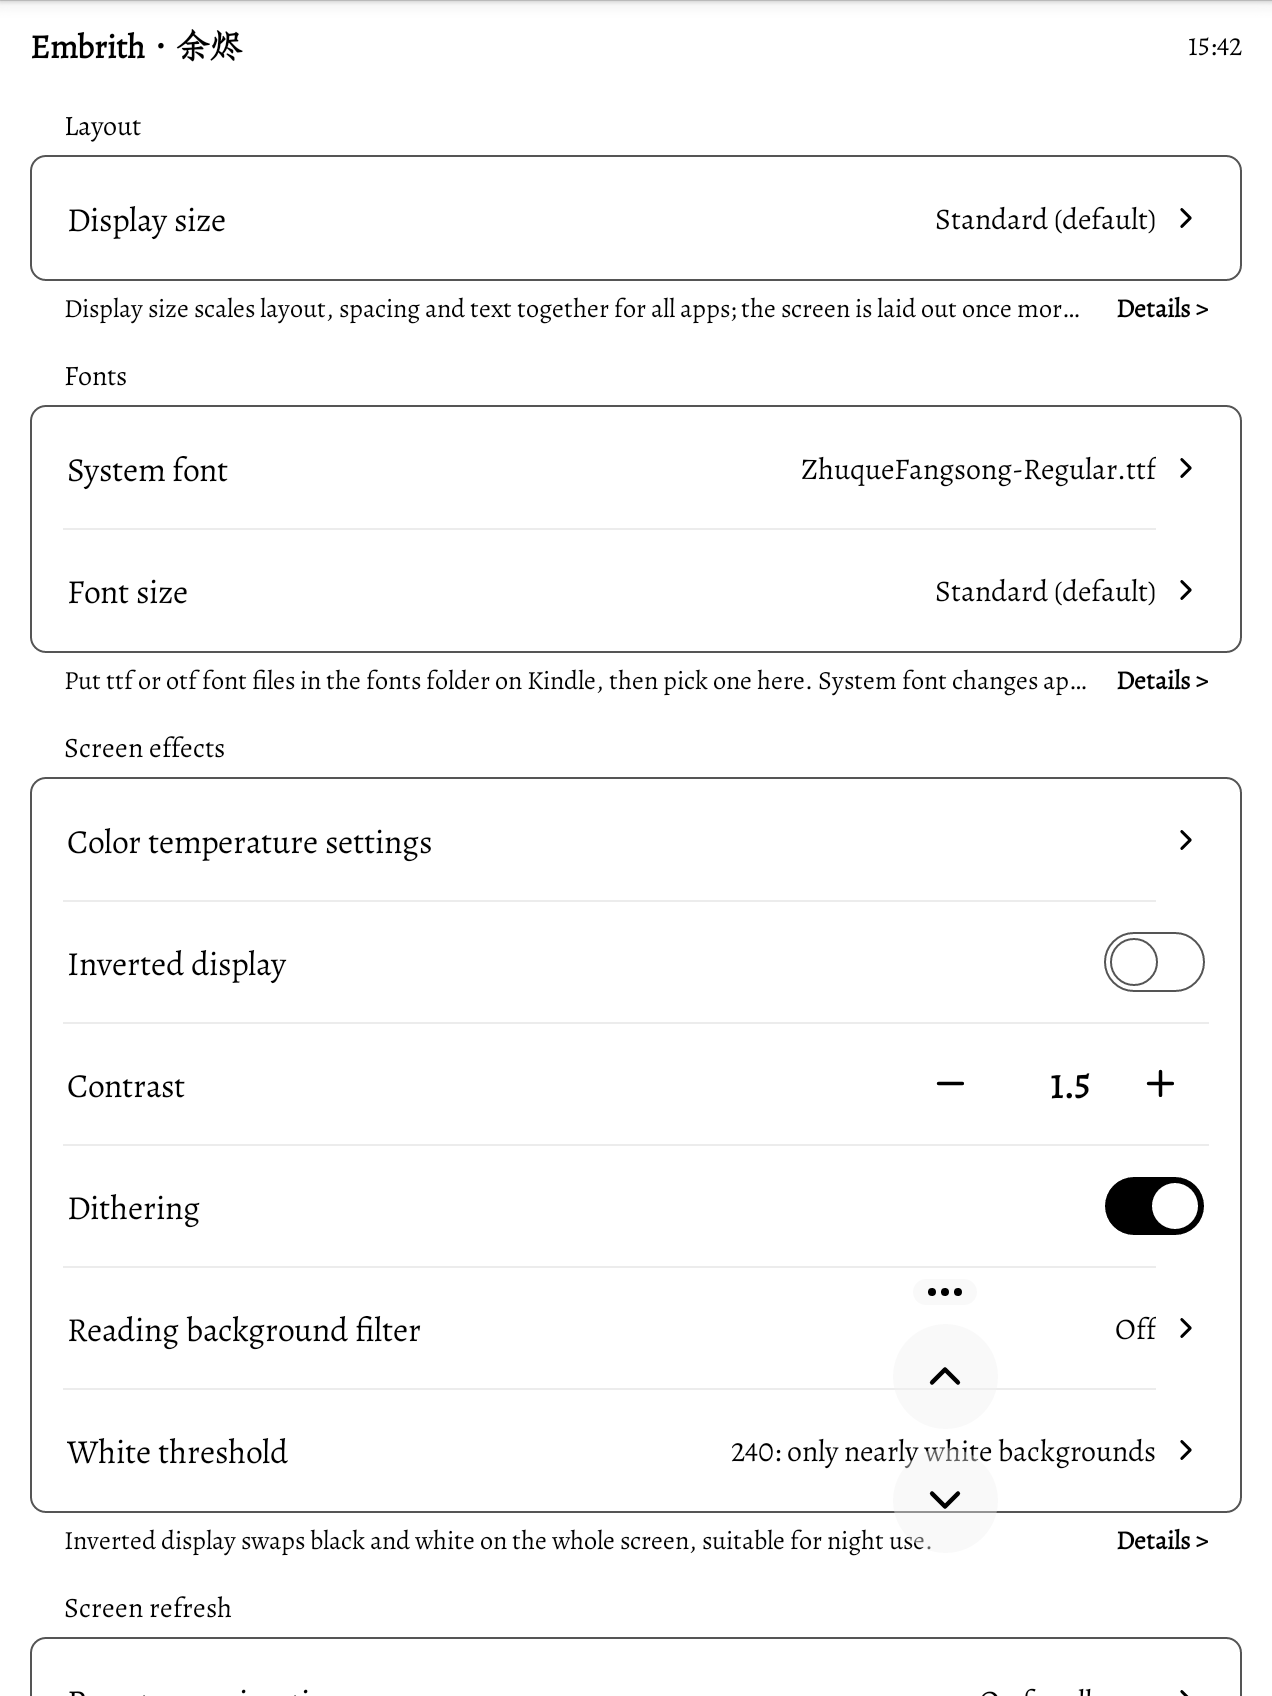 Embrith · 余烬
15:42
Layout
Display size
Standard (default)
Display size scales layout, spacing and text together for all apps; the screen is laid out once mor...
Details >
Fonts
System font
ZhuqueFangsong-Regular.ttf
Font size
Standard (default)
Put ttf or otf font files in the fonts folder on Kindle, then pick one here. System font changes ap...
Details >
Screen effects
Color temperature settings
Inverted display
Contrast
1.5
Dithering
Reading background filter
Off
White threshold
240: only nearly white backgrounds
Inverted display swaps black and white on the whole screen, suitable for night use.
Details >
Screen refresh